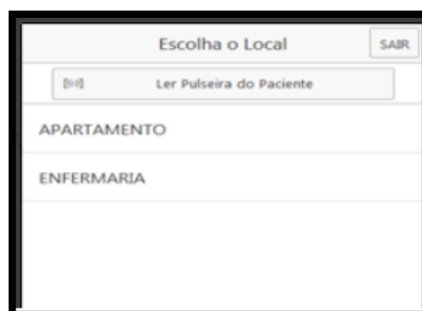 Escolha o Local
SAIR
Ler Pulseira do Paciente
APARTAMENTO
ENFERMARIA